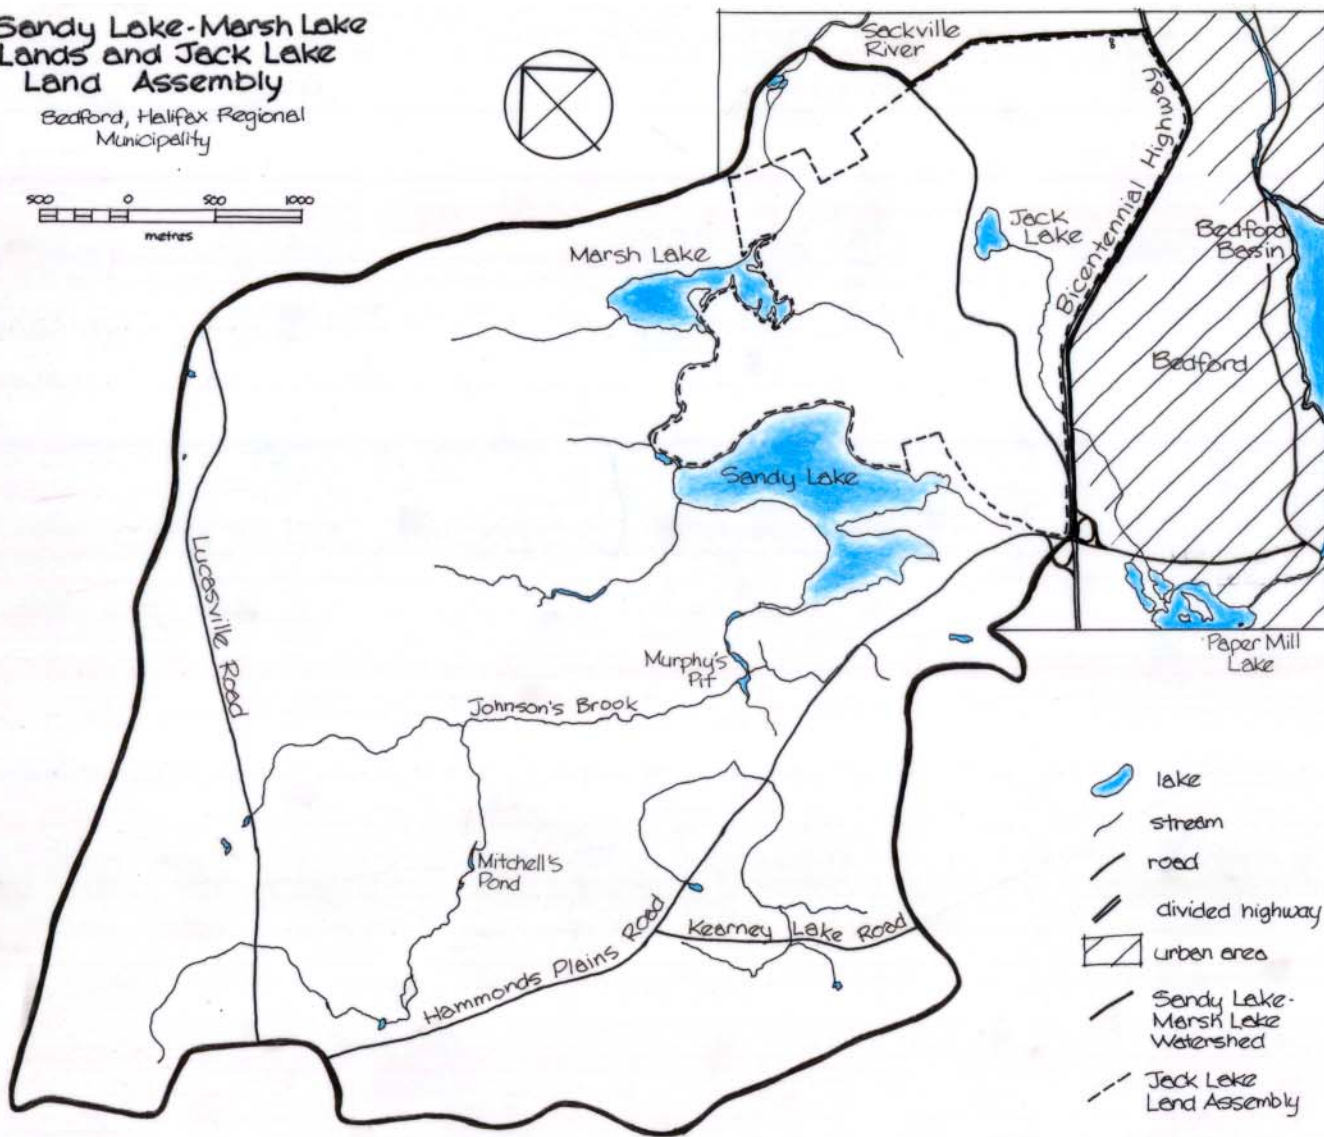 Sandy Lake-Marsh Lake
Lands and Jack Lake
Land Assembly
Bedford, Halifax Regional
Municipality
500 0 500 1000
metres
Sackville
River
Bicentennial Highway
Jack
Lake
Bedford
Basin
Marsh Lake
Bedford
Sandy Lake
Lucasville Road
Murphy's
Pit
Paper Mill
Lake
Johnson's Brook
Mitchell's
Pond
Kearney Lake Road
Hammonds Plains Road
lake
stream
road
divided highway
urban area
Sandy Lake-
Marsh Lake
Watershed
Jack Lake
Land Assembly